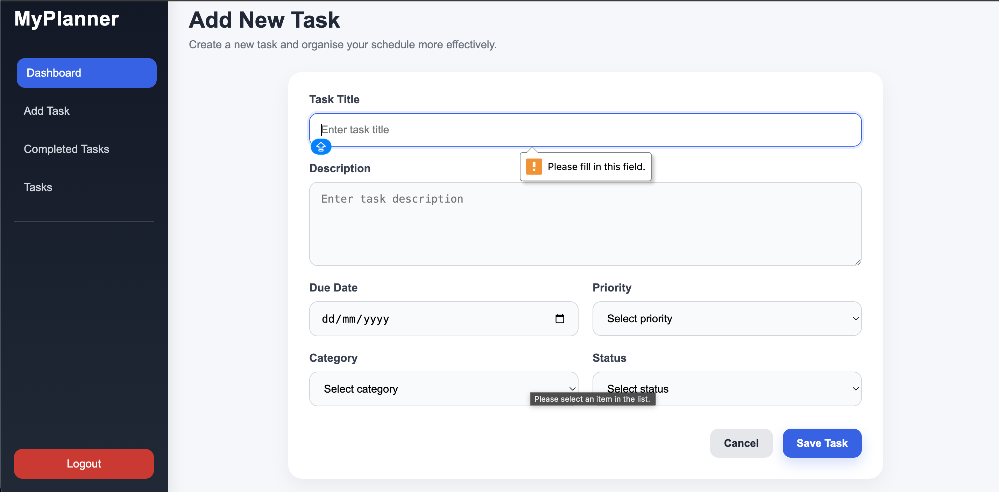 MyPlanner
Dashboard
Add Task
Completed Tasks
Tasks
Logout
Add New Task
Create a new task and organise your schedule more effectively.
Task Title
Enter task title
Please fill in this field.
Description
Enter task description
Due Date
Priority
dd/mm/yyyy
Select priority
Category
Status
Select category
Select status
Please select an item in the list.
Cancel
Save Task